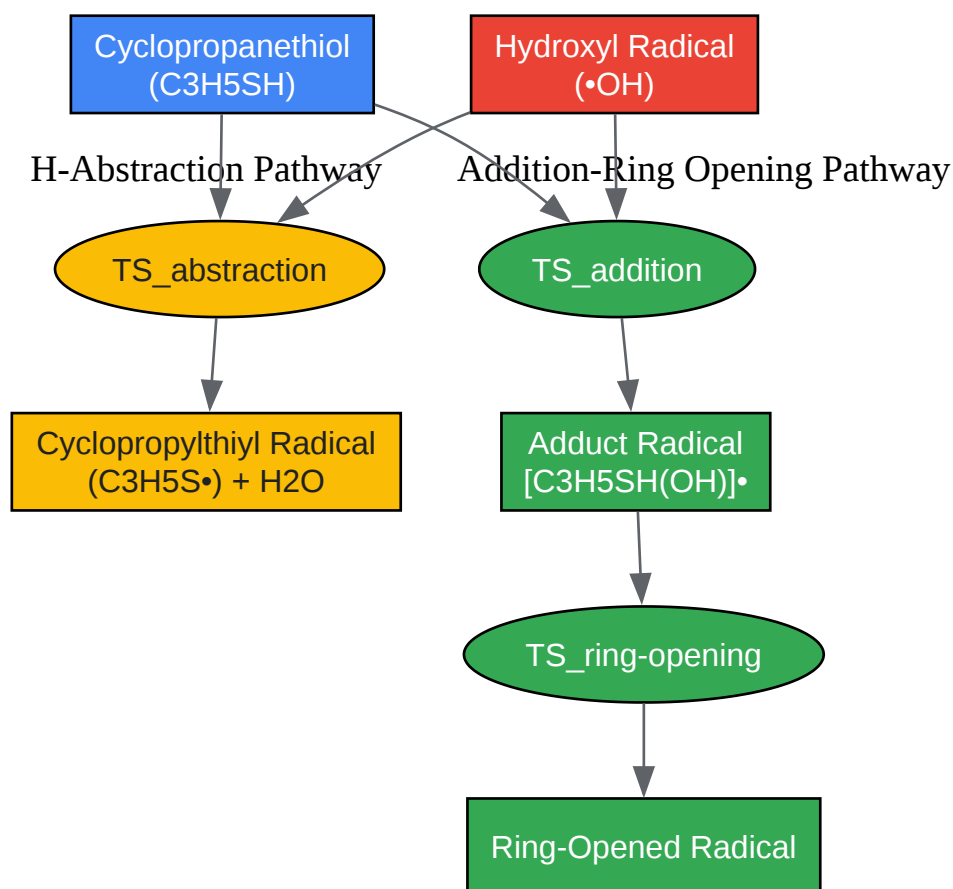 Cyclopropanethiol
(C3H5SH)
Hydroxyl Radical
(•OH)
H-Abstraction Pathway
Addition-Ring Opening Pathway
TS_abstraction
TS_addition
Cyclopropylthiyl Radical
(C3H5S•) + H2O
Adduct Radical
[C3H5SH(OH)]•
TS_ring-opening
Ring-Opened Radical